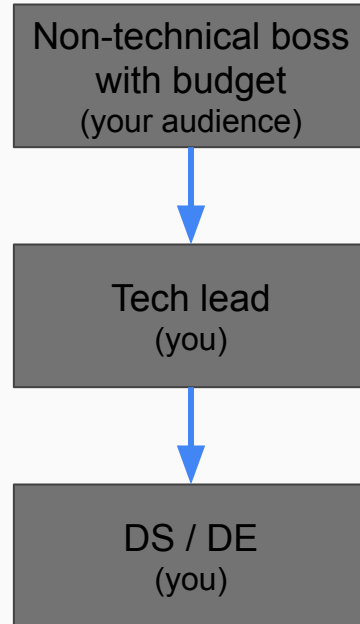 Non-technical boss
with budget
(your audience)
Tech lead
(you)
DS / DE
(you)